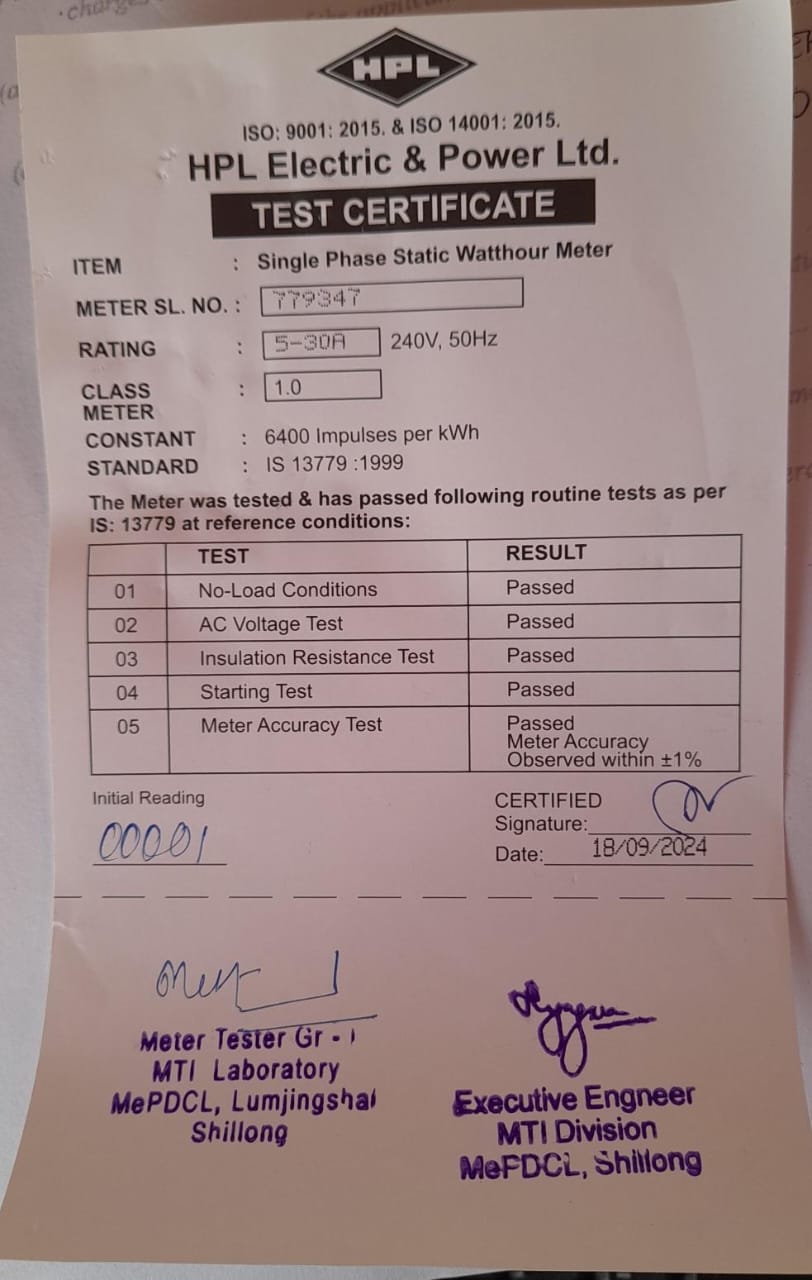 HPL
ISO: 9001: 2015. & ISO 14001: 2015.
HPL Electric & Power Ltd.
TEST CERTIFICATE
ITEM : Single Phase Static Watthour Meter
METER SL. NO. : 779347
RATING : 5-30A 240V, 50Hz
CLASS : 1.0
METER
CONSTANT : 6400 Impulses per kWh
STANDARD : IS 13779 :1999
The Meter was tested & has passed following routine tests as per
IS: 13779 at reference conditions:
TEST RESULT
01 No-Load Conditions Passed
02 AC Voltage Test Passed
03 Insulation Resistance Test Passed
04 Starting Test Passed
05 Meter Accuracy Test Passed
Meter Accuracy
Observed within ±1%
Initial Reading
00001
CERTIFIED
Signature:
Date: 18/09/2024
Meter Tester Gr - I
MTI Laboratory
MePDCL, Lumjingshai
Shillong
Executive Engneer
MTI Division
MePDCL, Shillong